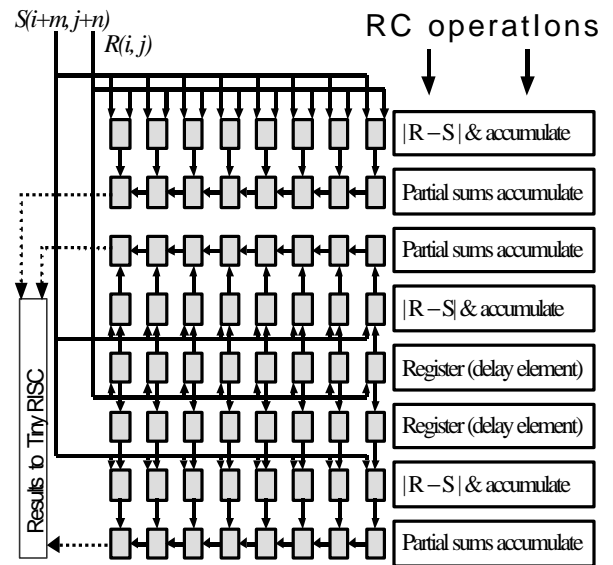 S(i+m, j+n)
R(i, j)
RC operations
|R – S| & accumulate
Partial sums accumulate
Partial sums accumulate
|R – S| & accumulate
Register (delay element)
Register (delay element)
|R – S| & accumulate
Partial sums accumulate
Results to Tiny RISC